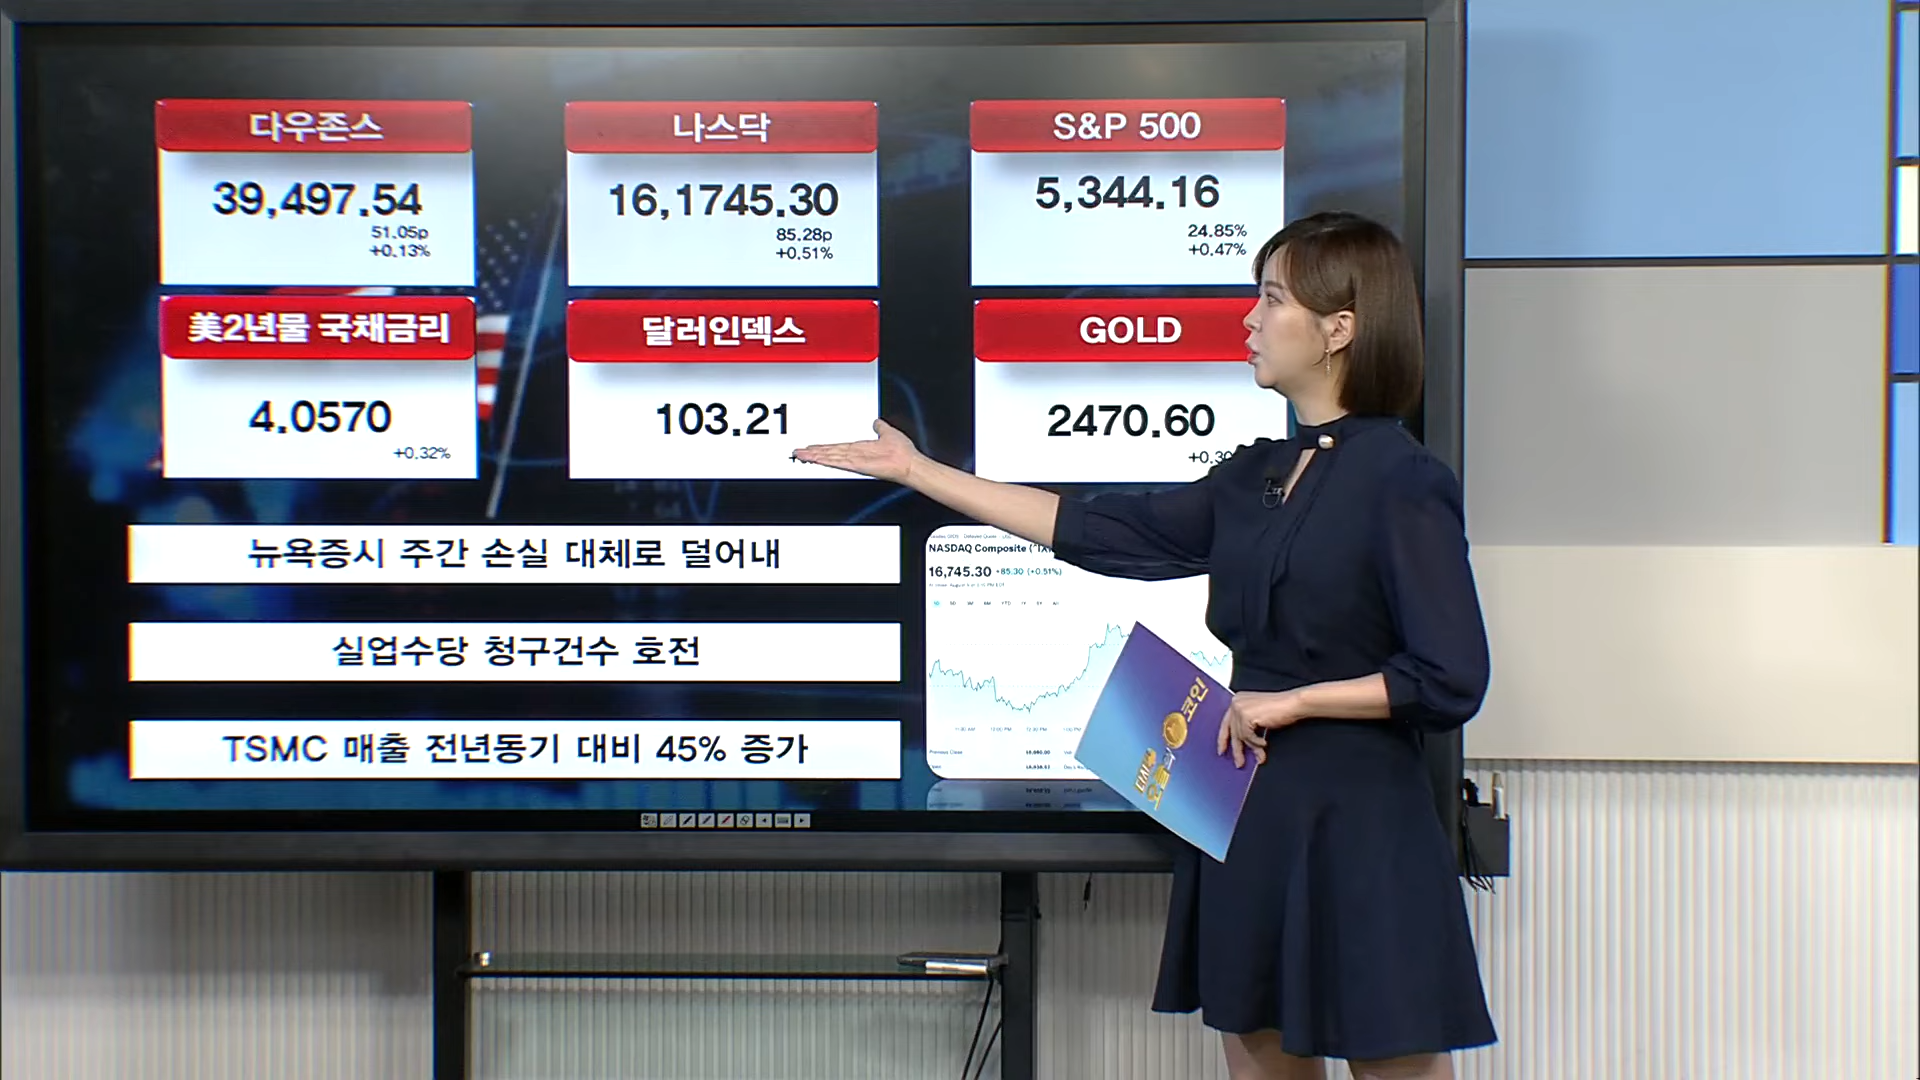 다우존스
39,497.54
51.05p
+0.13%
나스닥
16,1745.30
85.28p
+0.51%
S&P 500
5,344.16
24.85%
+0.47%
美2년물 국채금리
4.0570
+0.32%
달러인덱스
103.21
GOLD
2470.60
뉴욕증시 주간 손실 대체로 덜어내
실업수당 청구건수 호전
TSMC 매출 전년동기 대비 45% 증가
NASDAQ Composite
16,745.30 +85.30 (+0.51%)
코인